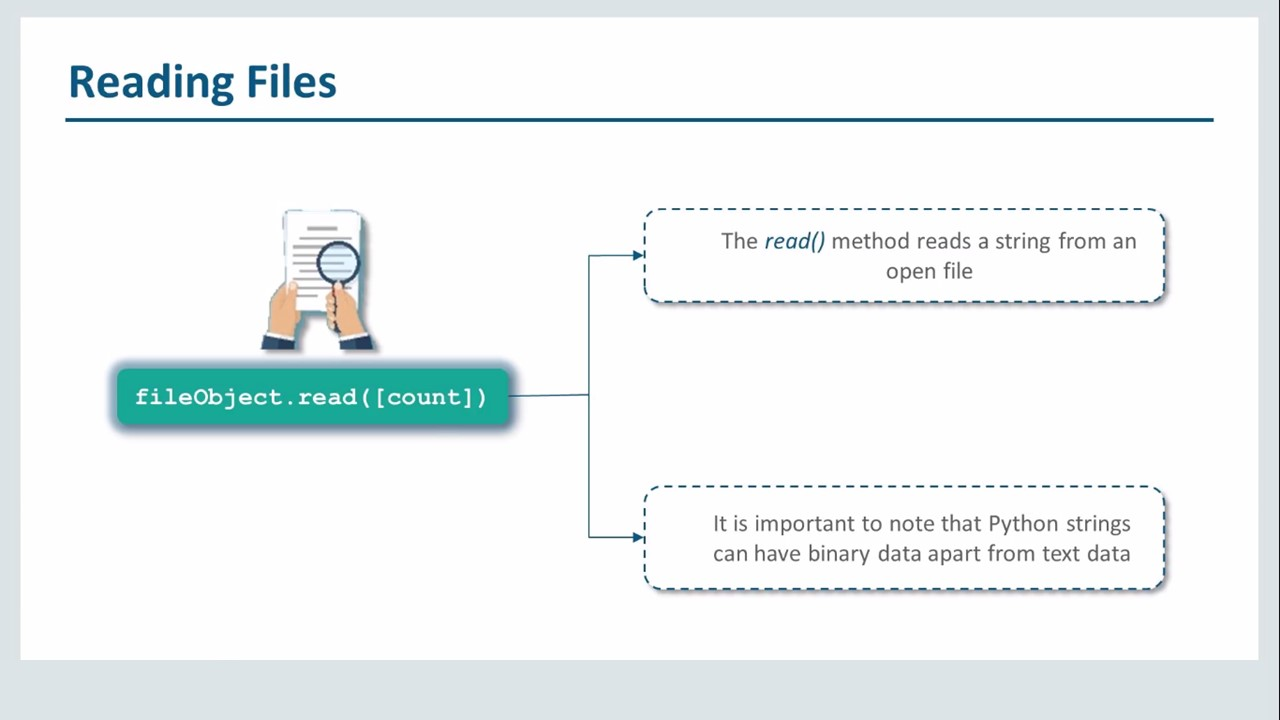 Reading Files
The read() method reads a string from an
open file
fileObject.read([count])
It is important to note that Python strings
can have binary data apart from text data